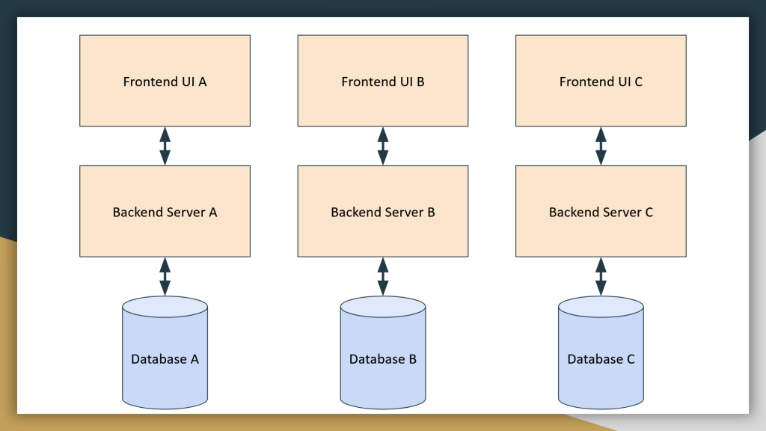 Frontend UI A
Frontend UI B
Frontend UI C
Backend Server A
Backend Server B
Backend Server C
Database A
Database B
Database C